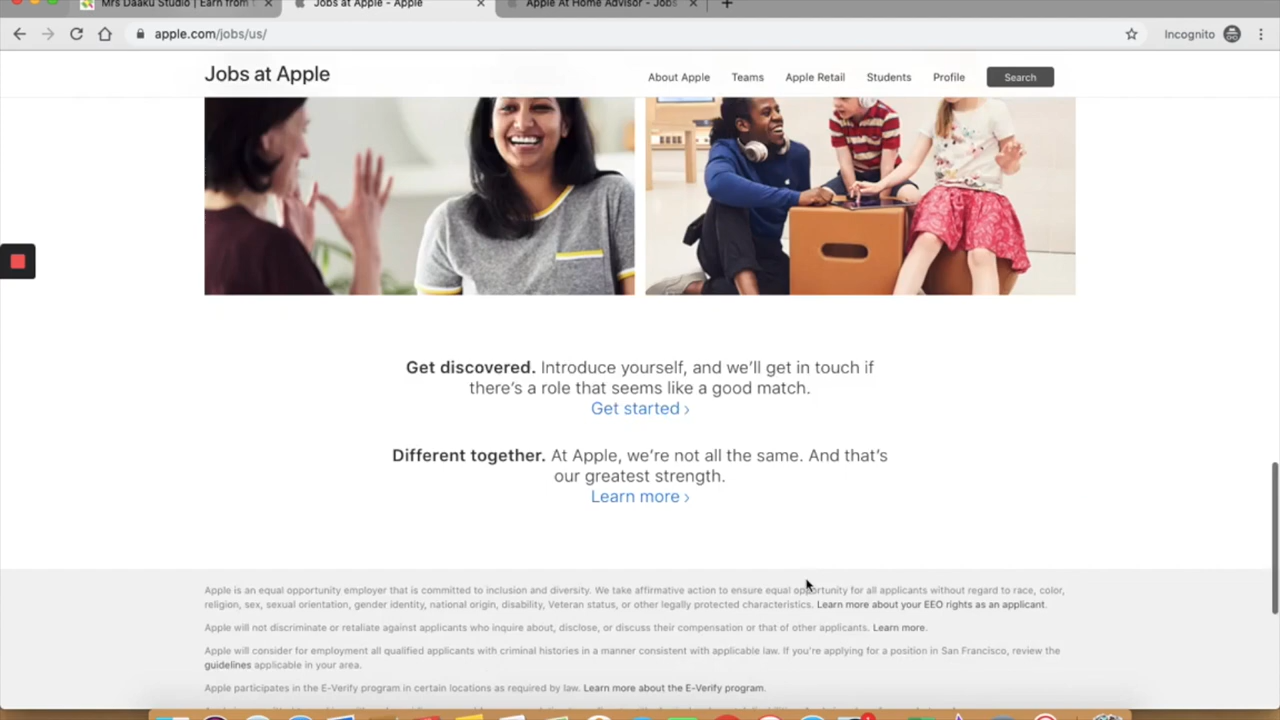 Mrs Daaku Studio | Earn from
Jobs at Apple - Apple
Apple At Home Advisor - Jobs
apple.com/jobs/us/
Incognito
Jobs at Apple
About Apple
Teams
Apple Retail
Students
Profile
Search
Get discovered. Introduce yourself, and we'll get in touch if
there's a role that seems like a good match.
Get started ›
Different together. At Apple, we're not all the same. And that's
our greatest strength.
Learn more ›
Apple is an equal opportunity employer that is committed to inclusion and diversity. We take affirmative action to ensure equal opportunity for all applicants without regard to race, color,
religion, sex, sexual orientation, gender identity, national origin, disability, Veteran status, or other legally protected characteristics. Learn more about your EEO rights as an applicant.
Apple will not discriminate or retaliate against applicants who inquire about, disclose, or discuss their compensation or that of other applicants. Learn more.
Apple will consider for employment all qualified applicants with criminal histories in a manner consistent with applicable law. If you're applying for a position in San Francisco, review the
guidelines applicable in your area.
Apple participates in the E-Verify program in certain locations as required by law. Learn more about the E-Verify program.